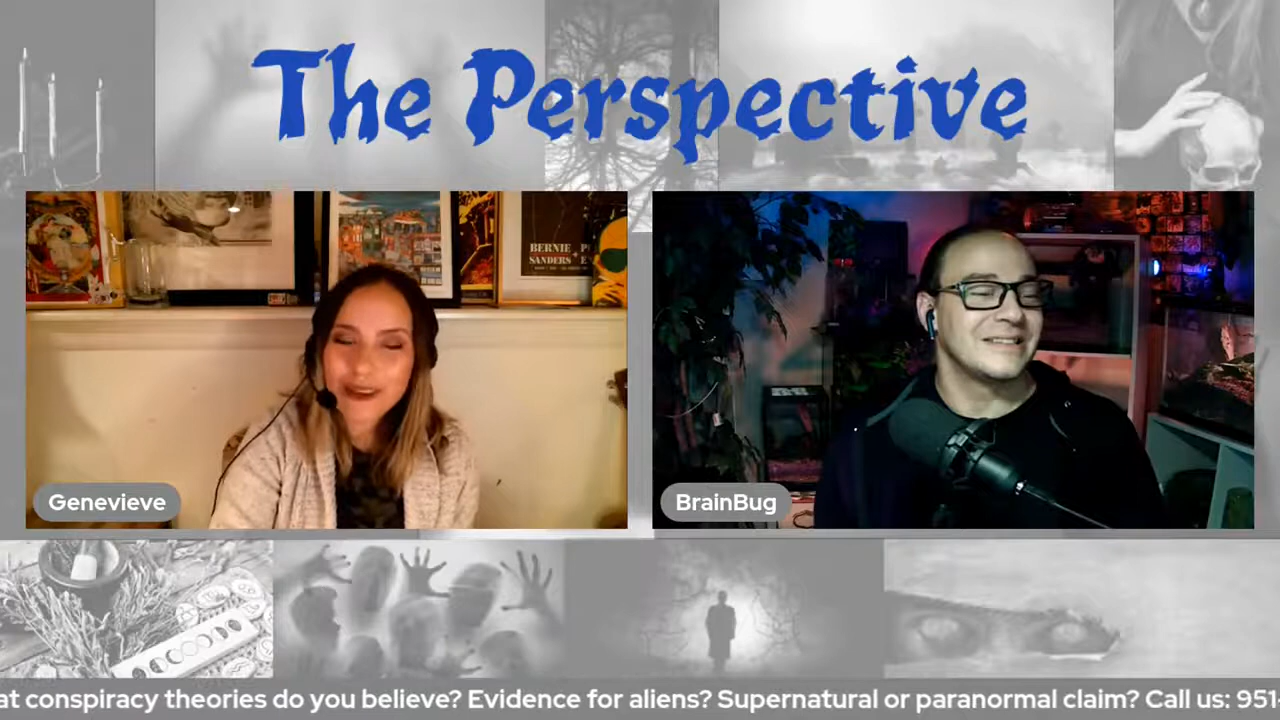 The Perspective
BERNIE
SANDERS
Genevieve
BrainBug
at conspiracy theories do you believe? Evidence for aliens? Supernatural or paranormal claim? Call us: 951